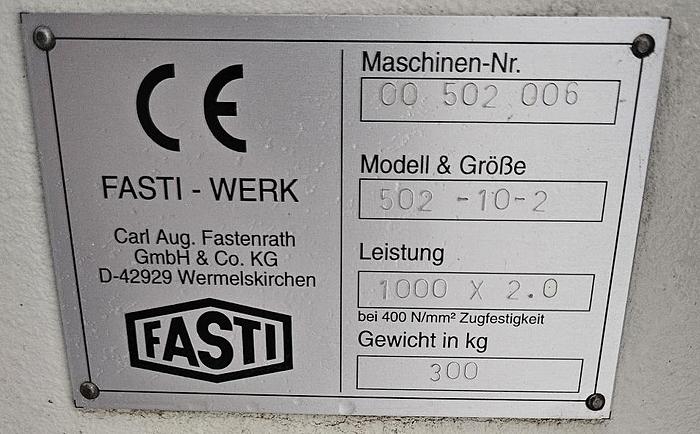 CE
FASTI - WERK
Carl Aug. Fastenrath
GmbH & Co. KG
D-42929 Wermelskirchen
FASTI
Maschinen-Nr.
00 502 006
Modell & Größe
502 -10-2
Leistung
1000 X 2.0
bei 400 N/mm² Zugfestigkeit
Gewicht in kg
300